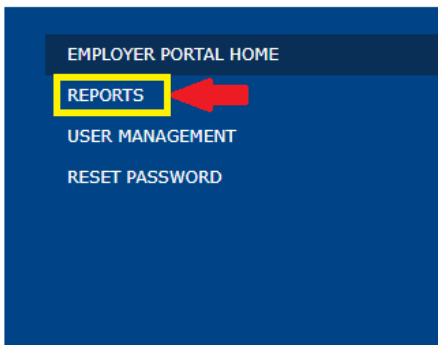 EMPLOYER PORTAL HOME
REPORTS
USER MANAGEMENT
RESET PASSWORD